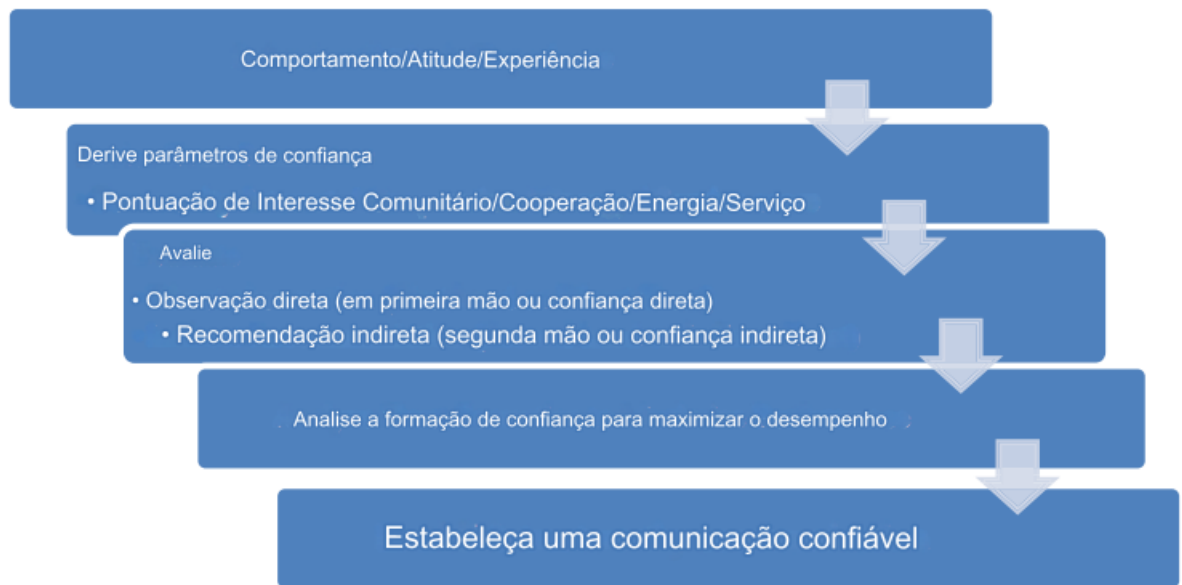 Comportamento/Atitude/Experiência
Derive parâmetros de confiança
• Pontuação de Interesse Comunitário/Cooperação/Energia/Serviço
Avalie
• Observação direta (em primeira mão ou confiança direta)
• Recomendação indireta (segunda mão ou confiança indireta)
Analise a formação de confiança para maximizar o desempenho
Estabeleça uma comunicação confiável